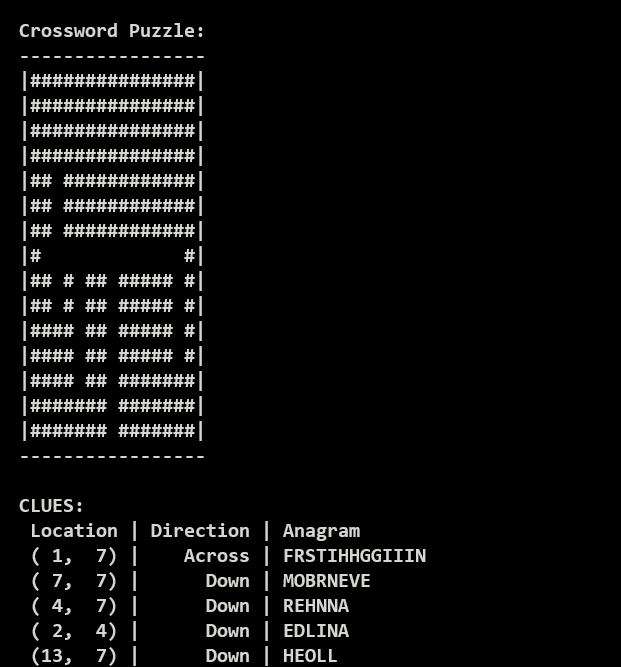 Crossword Puzzle:
-----------------
|###############|
|###############|
|###############|
|###############|
|## ############|
|## ############|
|## ############|
|#             #|
|## # ## ##### #|
|## # ## ##### #|
|#### ## ##### #|
|#### ## ##### #|
|#### ## #######|
|####### #######|
|####### #######|
-----------------
CLUES:
Location | Direction | Anagram
( 1,  7) |    Across | FRSTIHHGGIIIN
( 7,  7) |      Down | MOBRNEVE
( 4,  7) |      Down | REHNNA
( 2,  4) |      Down | EDLINA
(13,  7) |      Down | HEOLL